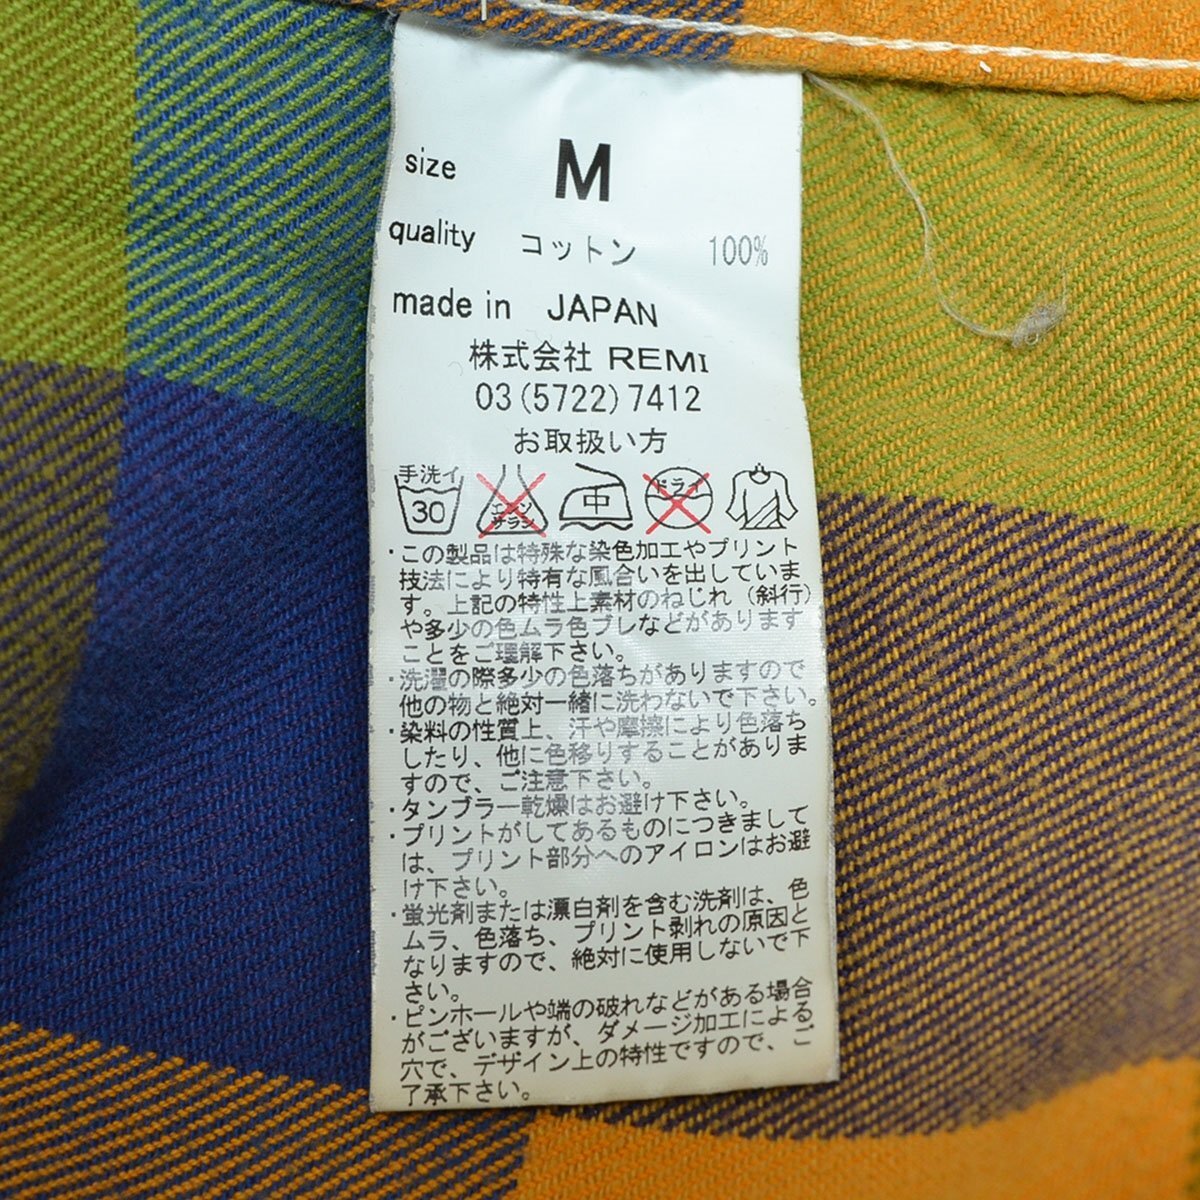 size M
quality コットン 100%
made in JAPAN
株式会社 REMI
03(5722)7412
お取扱い方
手洗イ エンソサラシ 中 ドライ
30
・この製品は特殊な染色加工やプリント
技法により特有な風合いを出していま
す。上記の特性上素材のねじれ（斜行）
や多少の色ムラ色ブレなどがあります
ことをご理解下さい。
・洗濯の際多少の色落ちがありますので
他の物と絶対一緒に洗わないで下さい。
・染料の性質上、汗や摩擦により色落ち
したり、他に色移りすることがありま
すので、ご注意下さい。
・タンブラー乾燥はお避け下さい。
・プリントがしてあるものにつきまして
は、プリント部分へのアイロンはお避
け下さい。
・蛍光剤または漂白剤を含む洗剤は、色
ムラ、色落ち、プリント剥れの原因と
なりますので、絶対に使用しないで下
さい。
・ピンホールや端の破れなどがある場合
がございますが、ダメージ加工による
穴で、デザイン上の特性ですので、ご
了承下さい。